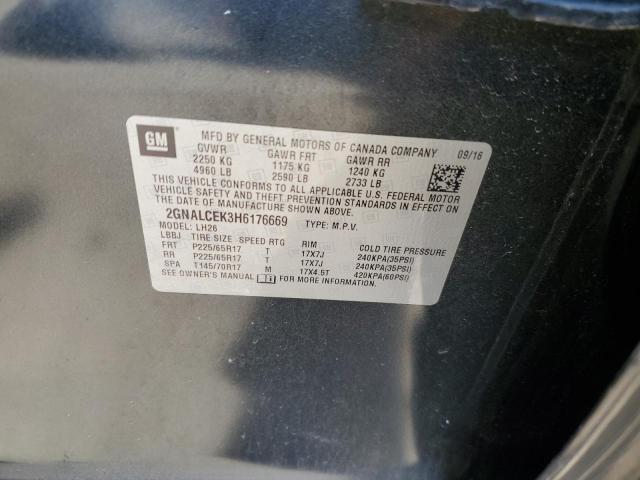 GM MFD BY GENERAL MOTORS OF CANADA COMPANY 09/16
GVWR GAWR FRT GAWR RR
2250 KG 1175 KG 1240 KG
4960 LB 2590 LB 2733 LB
THIS VEHICLE CONFORMS TO ALL APPLICABLE U.S. FEDERAL MOTOR
VEHICLE SAFETY AND THEFT PREVENTION STANDARDS IN EFFECT ON
THE DATE OF MANUFACTURE SHOWN ABOVE.
2GNALCEK3H6176669 TYPE: M.P.V.
MODEL: LH26
LBBJ TIRE SIZE SPEED RTG RIM COLD TIRE PRESSURE
FRT P225/65R17 T 17X7J 240KPA(35PSI)
RR P225/65R17 T 17X7J 240KPA(35PSI)
SPA T145/70R17 M 17X4.5T 420KPA(60PSI)
SEE OWNER'S MANUAL FOR MORE INFORMATION.